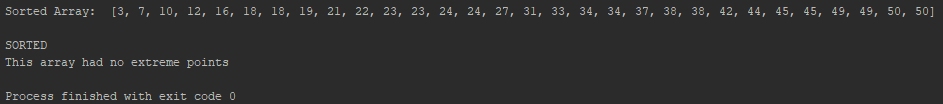 Sorted Array:  [3, 7, 10, 12, 16, 18, 18, 19, 21, 22, 23, 23, 24, 24, 27, 31, 33, 34, 34, 37, 38, 38, 42, 44, 45, 45, 49, 49, 50, 50]
SORTED
This array had no extreme points
Process finished with exit code 0